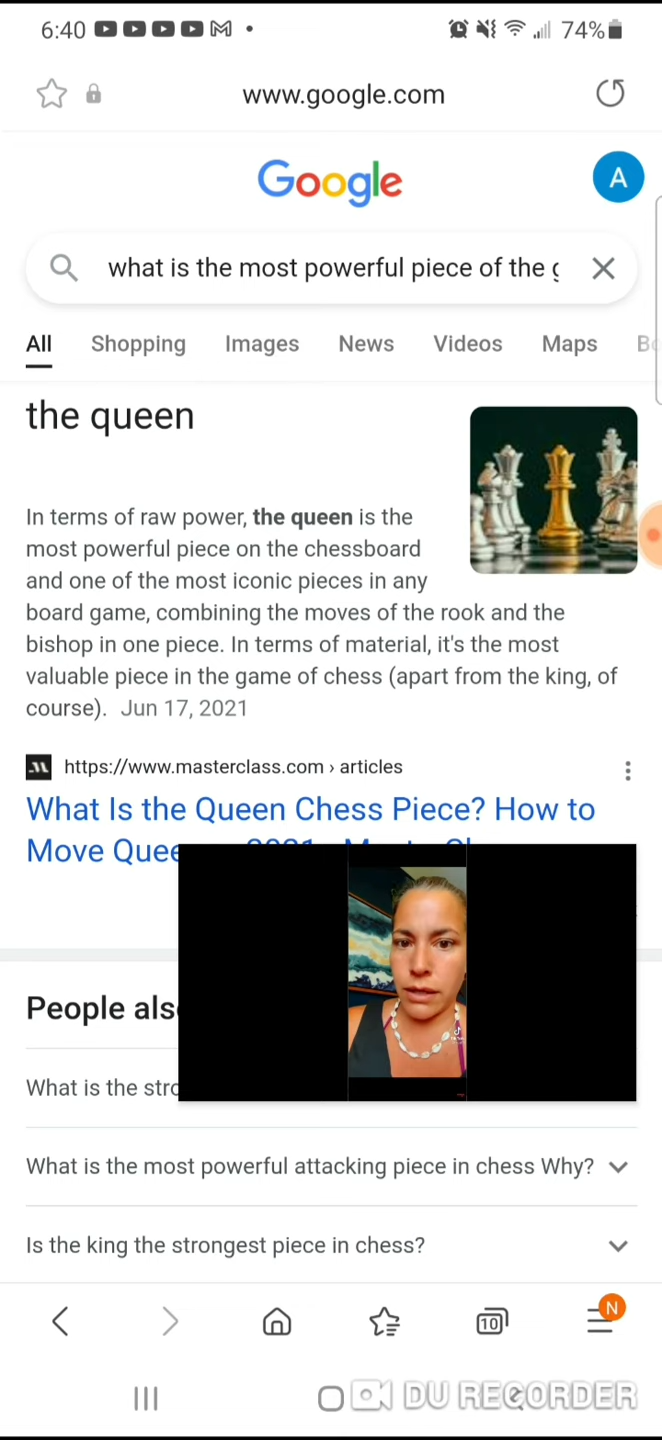 6:40 74%
www.google.com
Google
A
what is the most powerful piece of the
All Shopping Images News Videos Maps
the queen
In terms of raw power, the queen is the
most powerful piece on the chessboard
and one of the most iconic pieces in any
board game, combining the moves of the rook and the
bishop in one piece. In terms of material, it's the most
valuable piece in the game of chess (apart from the king, of
course). Jun 17, 2021
https://www.masterclass.com › articles
What Is the Queen Chess Piece? How to
Move
People
What is the
What is the most powerful attacking piece in chess Why?
Is the king the strongest piece in chess?
10
N
DU RECORDER